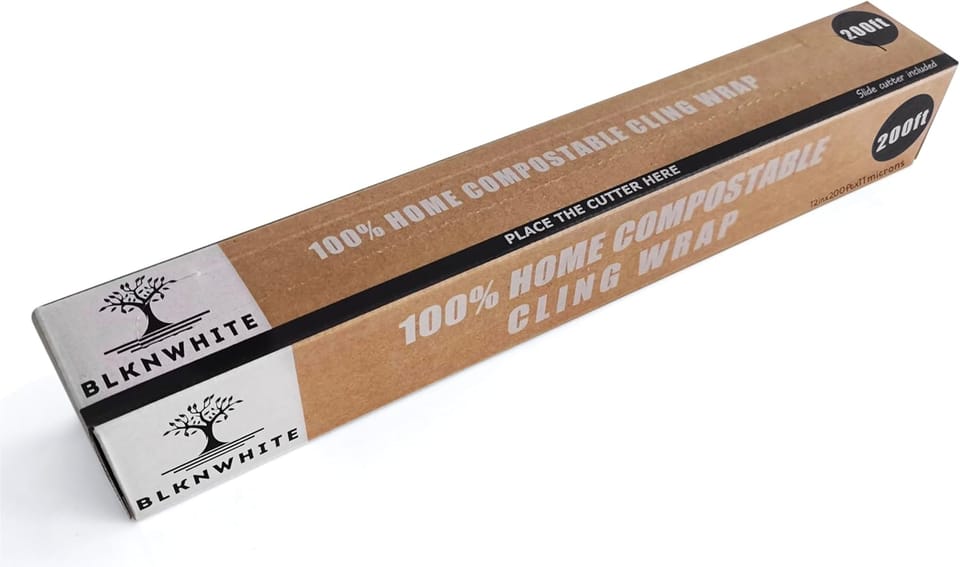 200ft
100% HOME COMPOSTABLE CLING WRAP
BLKNWHITE
Slide cutter included
PLACE THE CUTTER HERE
200ft
100% HOME COMPOSTABLE
CLING WRAP
12inx200ftx11microns
BLKNWHITE